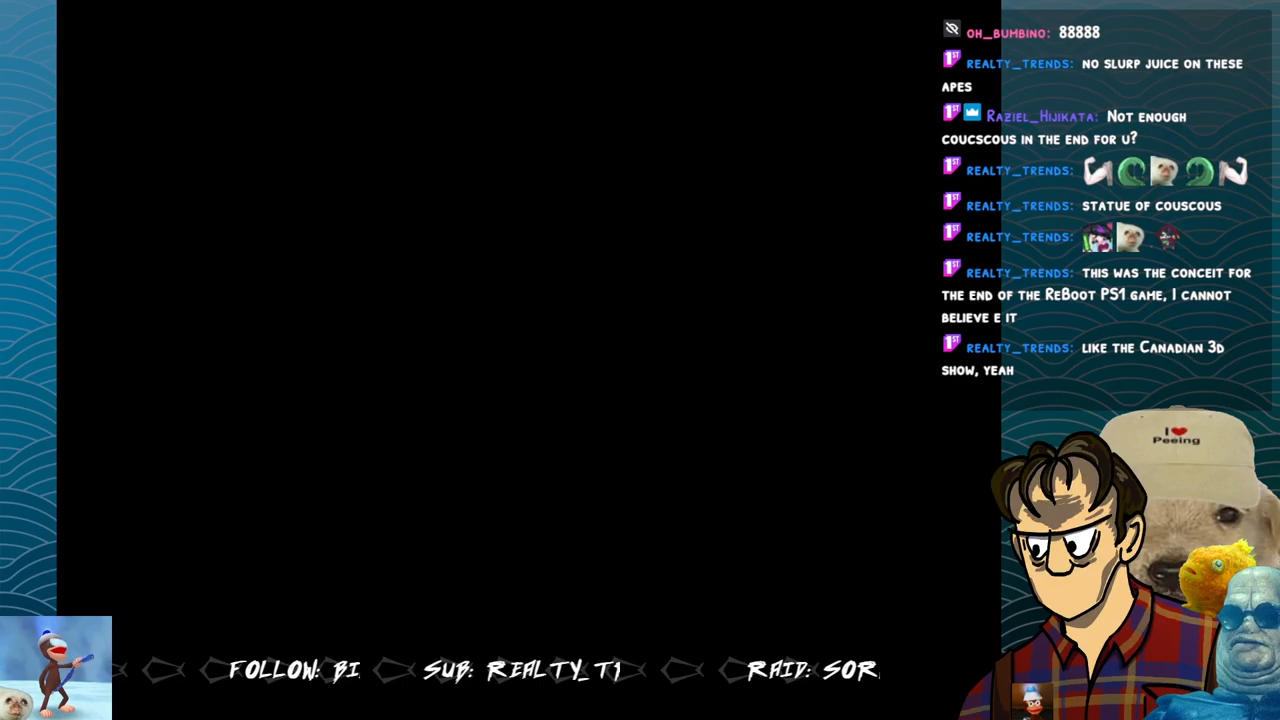 OH_BUMBINO: 88888
REALTY_TRENDS: NO SLURP JUICE ON THESE
APES
RAZIEL_HIJIKATA: NOT ENOUGH
COUCSCOUS IN THE END FOR U?
REALTY_TRENDS:
REALTY_TRENDS: STATUE OF COUSCOUS
REALTY_TRENDS:
REALTY_TRENDS: THIS WAS THE CONCEIT FOR
THE END OF THE REBOOT PS1 GAME, I CANNOT
BELIEVE E IT
REALTY_TRENDS: LIKE THE CANADIAN 3D
SHOW, YEAH
I ❤ Peeing
FOLLOW: BI SUB: REALTY_T RAID: SOR